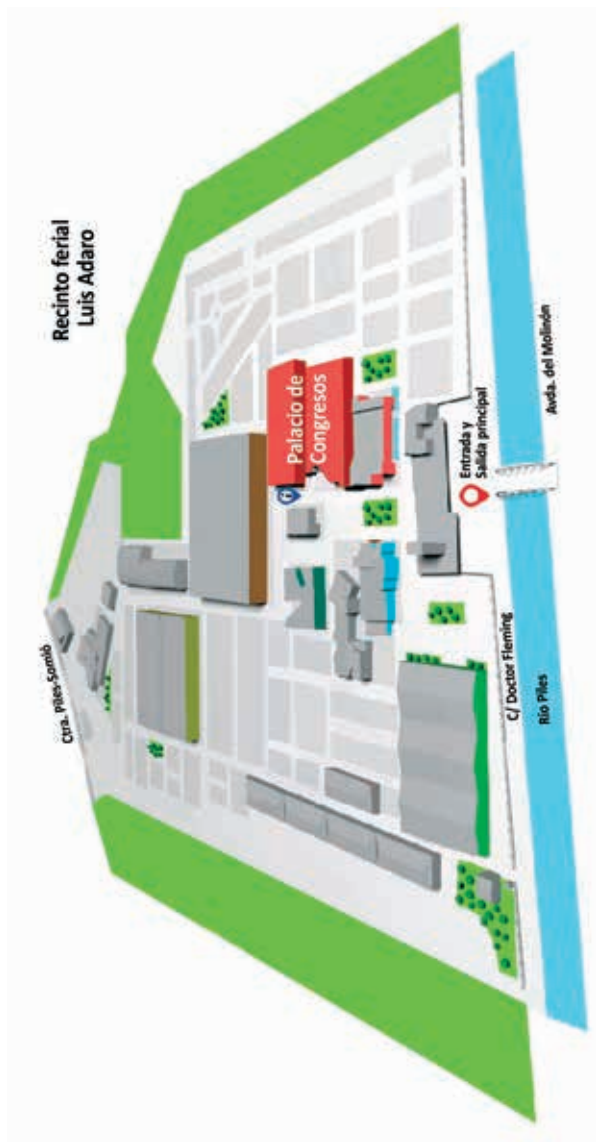 Recinto ferial
Luis Adaro
Ctra. Piles-Somió
Palacio de
Congresos
Entrada y
Salida principal
C/ Doctor Fleming
Río Piles
Avda. del Molinón